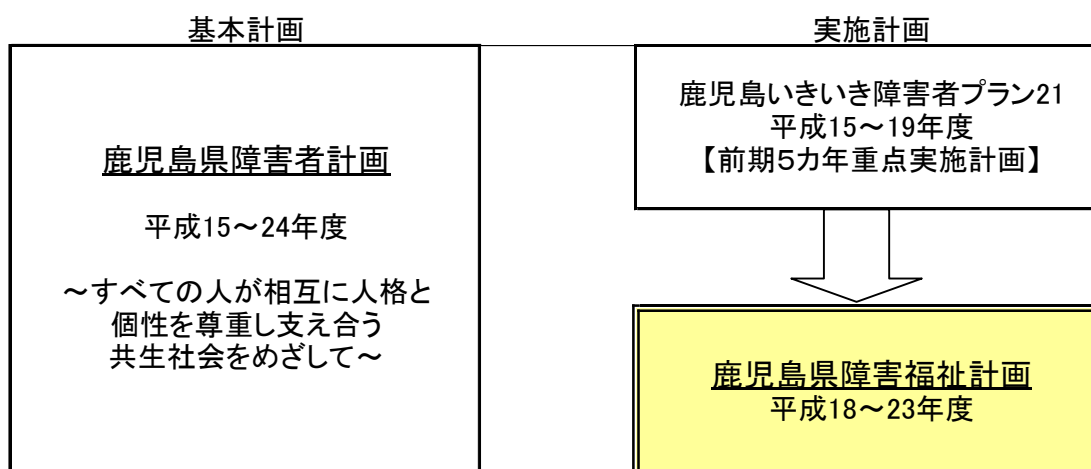 基本計画
鹿児島県障害者計画
平成15～24年度
～すべての人が相互に人格と
個性を尊重し支え合う
共生社会をめざして～
実施計画
鹿児島いきいき障害者プラン21
平成15～19年度
【前期５カ年重点実施計画】
鹿児島県障害福祉計画
平成18～23年度